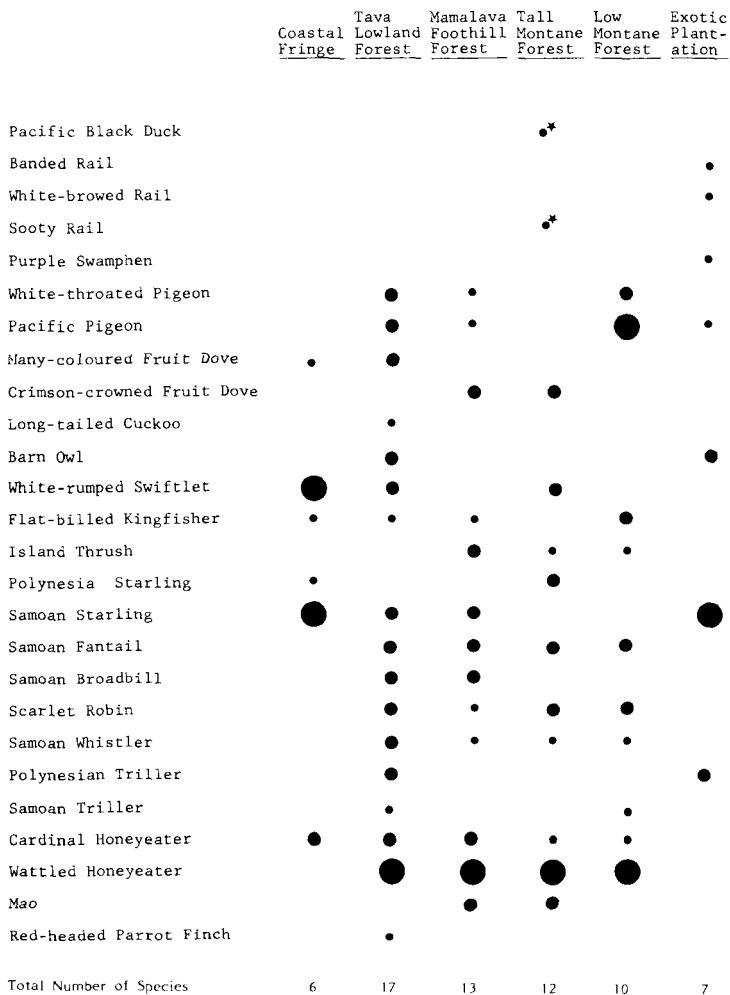 Tava Mamalava Tall Low Exotic
Coastal Lowland Foothill Montane Montane Plant-
Fringe Forest Forest Forest Forest ation
Pacific Black Duck
Banded Rail
White-browed Rail
Sooty Rail
Purple Swamphen
White-throated Pigeon
Pacific Pigeon
Many-coloured Fruit Dove
Crimson-crowned Fruit Dove
Long-tailed Cuckoo
Barn Owl
White-rumped Swiftlet
Flat-billed Kingfisher
Island Thrush
Polynesia Starling
Samoan Starling
Samoan Fantail
Samoan Broadbill
Scarlet Robin
Samoan Whistler
Polynesian Triller
Samoan Triller
Cardinal Honeyeater
Wattled Honeyeater
Mao
Red-headed Parrot Finch
Total Number of Species 6 17 13 12 10 7